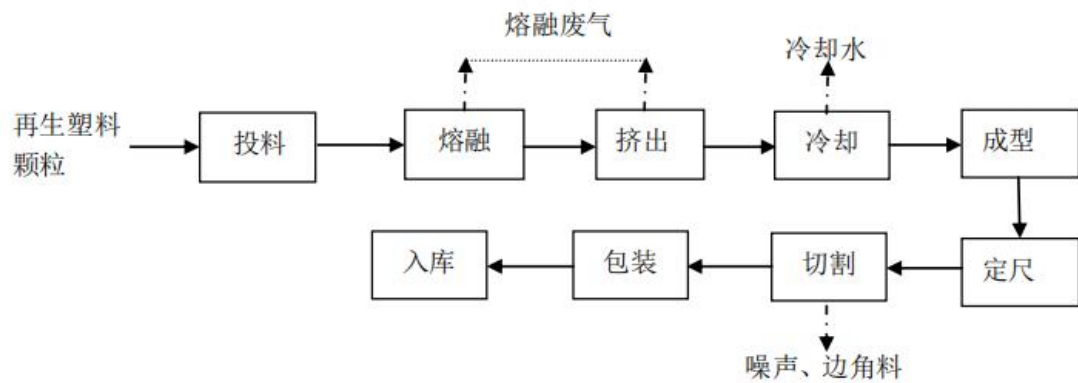 熔融废气
冷却水
再生塑料
颗粒
投料
熔融
挤出
冷却
成型
入库
包装
切割
定尺
噪声、边角料